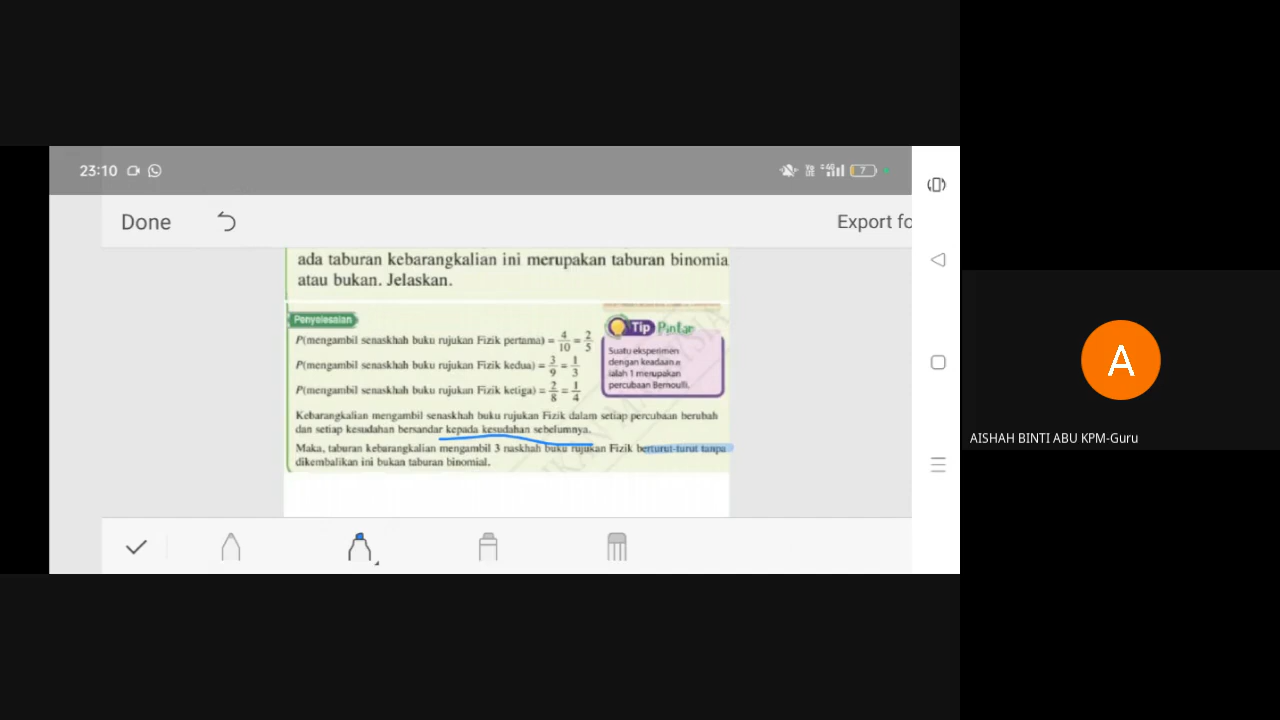 23:10
7
Done
Export fo
ada taburan kebarangkalian ini merupakan taburan binomia
atau bukan. Jelaskan.
Penyelesaian
P(mengambil senaskhah buku rujukan Fizik pertama) = 4/10 = 2/5
P(mengambil senaskhah buku rujukan Fizik kedua) = 3/9 = 1/3
P(mengambil senaskhah buku rujukan Fizik ketiga) = 2/8 = 1/4
Kebarangkalian mengambil senaskhah buku rujukan Fizik dalam setiap percubaan berubah
dan setiap kesudahan bersandar kepada kesudahan sebelumnya.
Maka, taburan kebarangkalian mengambil 3 naskhah buku rujukan Fizik berturut-turut tanpa
dikembalikan ini bukan taburan binomial.
Tip Pintar
Suatu eksperimen
dengan keadaan n
ialah 1 merupakan
percubaan Bernoulli.
A
AISHAH BINTI ABU KPM-Guru